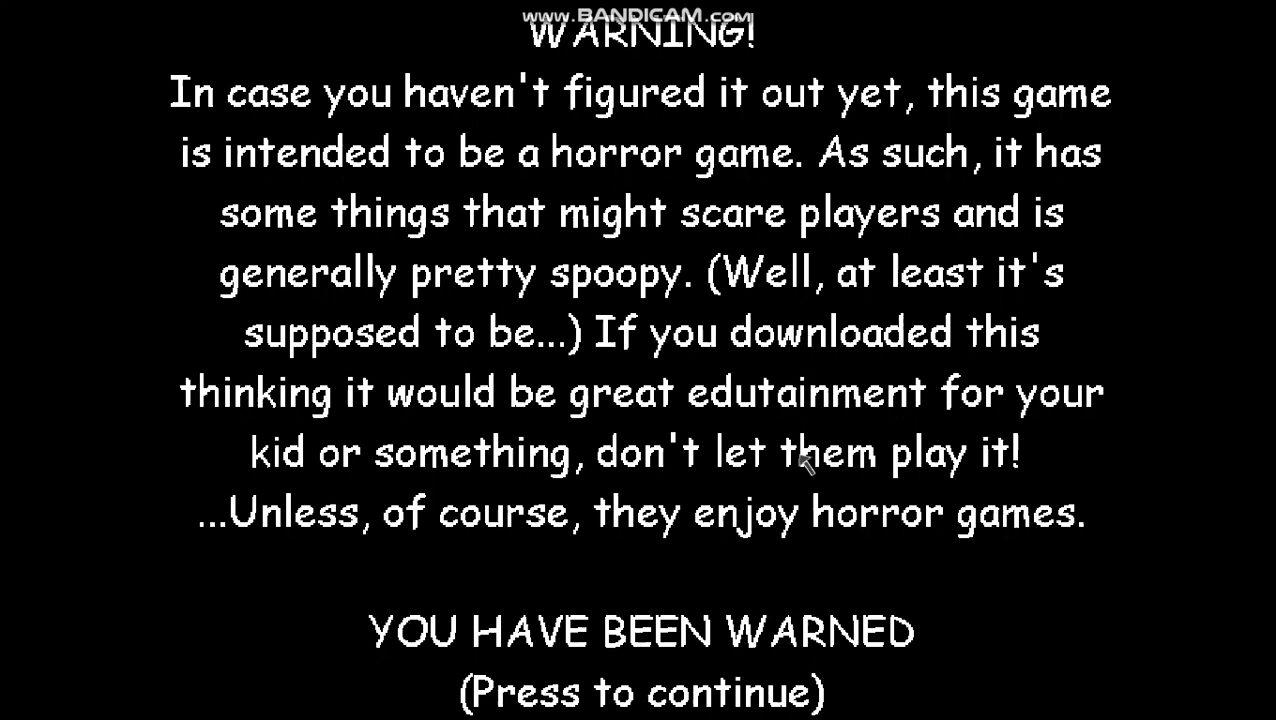 www.BANDICAM.com
WARNING!
In case you haven't figured it out yet, this game
is intended to be a horror game. As such, it has
some things that might scare players and is
generally pretty spoopy. (Well, at least it's
supposed to be...) If you downloaded this
thinking it would be great edutainment for your
kid or something, don't let them play it!
...Unless, of course, they enjoy horror games.
YOU HAVE BEEN WARNED
(Press to continue)